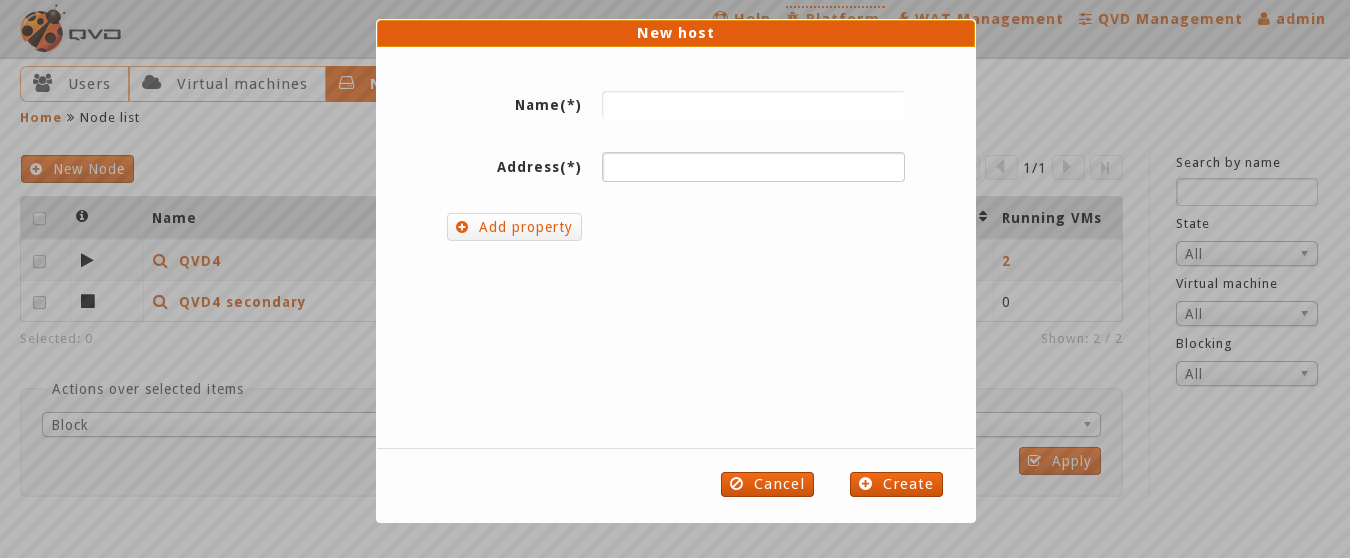 QVD
Help Platform WAT Management QVD Management admin
New host
Users Virtual machines
Home » Node list
Name(*)
Address(*)
Add property
New Node
1/1
Search by name
Name Running VMs
State
All
QVD4 2
Virtual machine
QVD4 secondary 0
All
Selected: 0 Shown: 2 / 2
Blocking
All
Actions over selected items
Block
Apply
Cancel Create